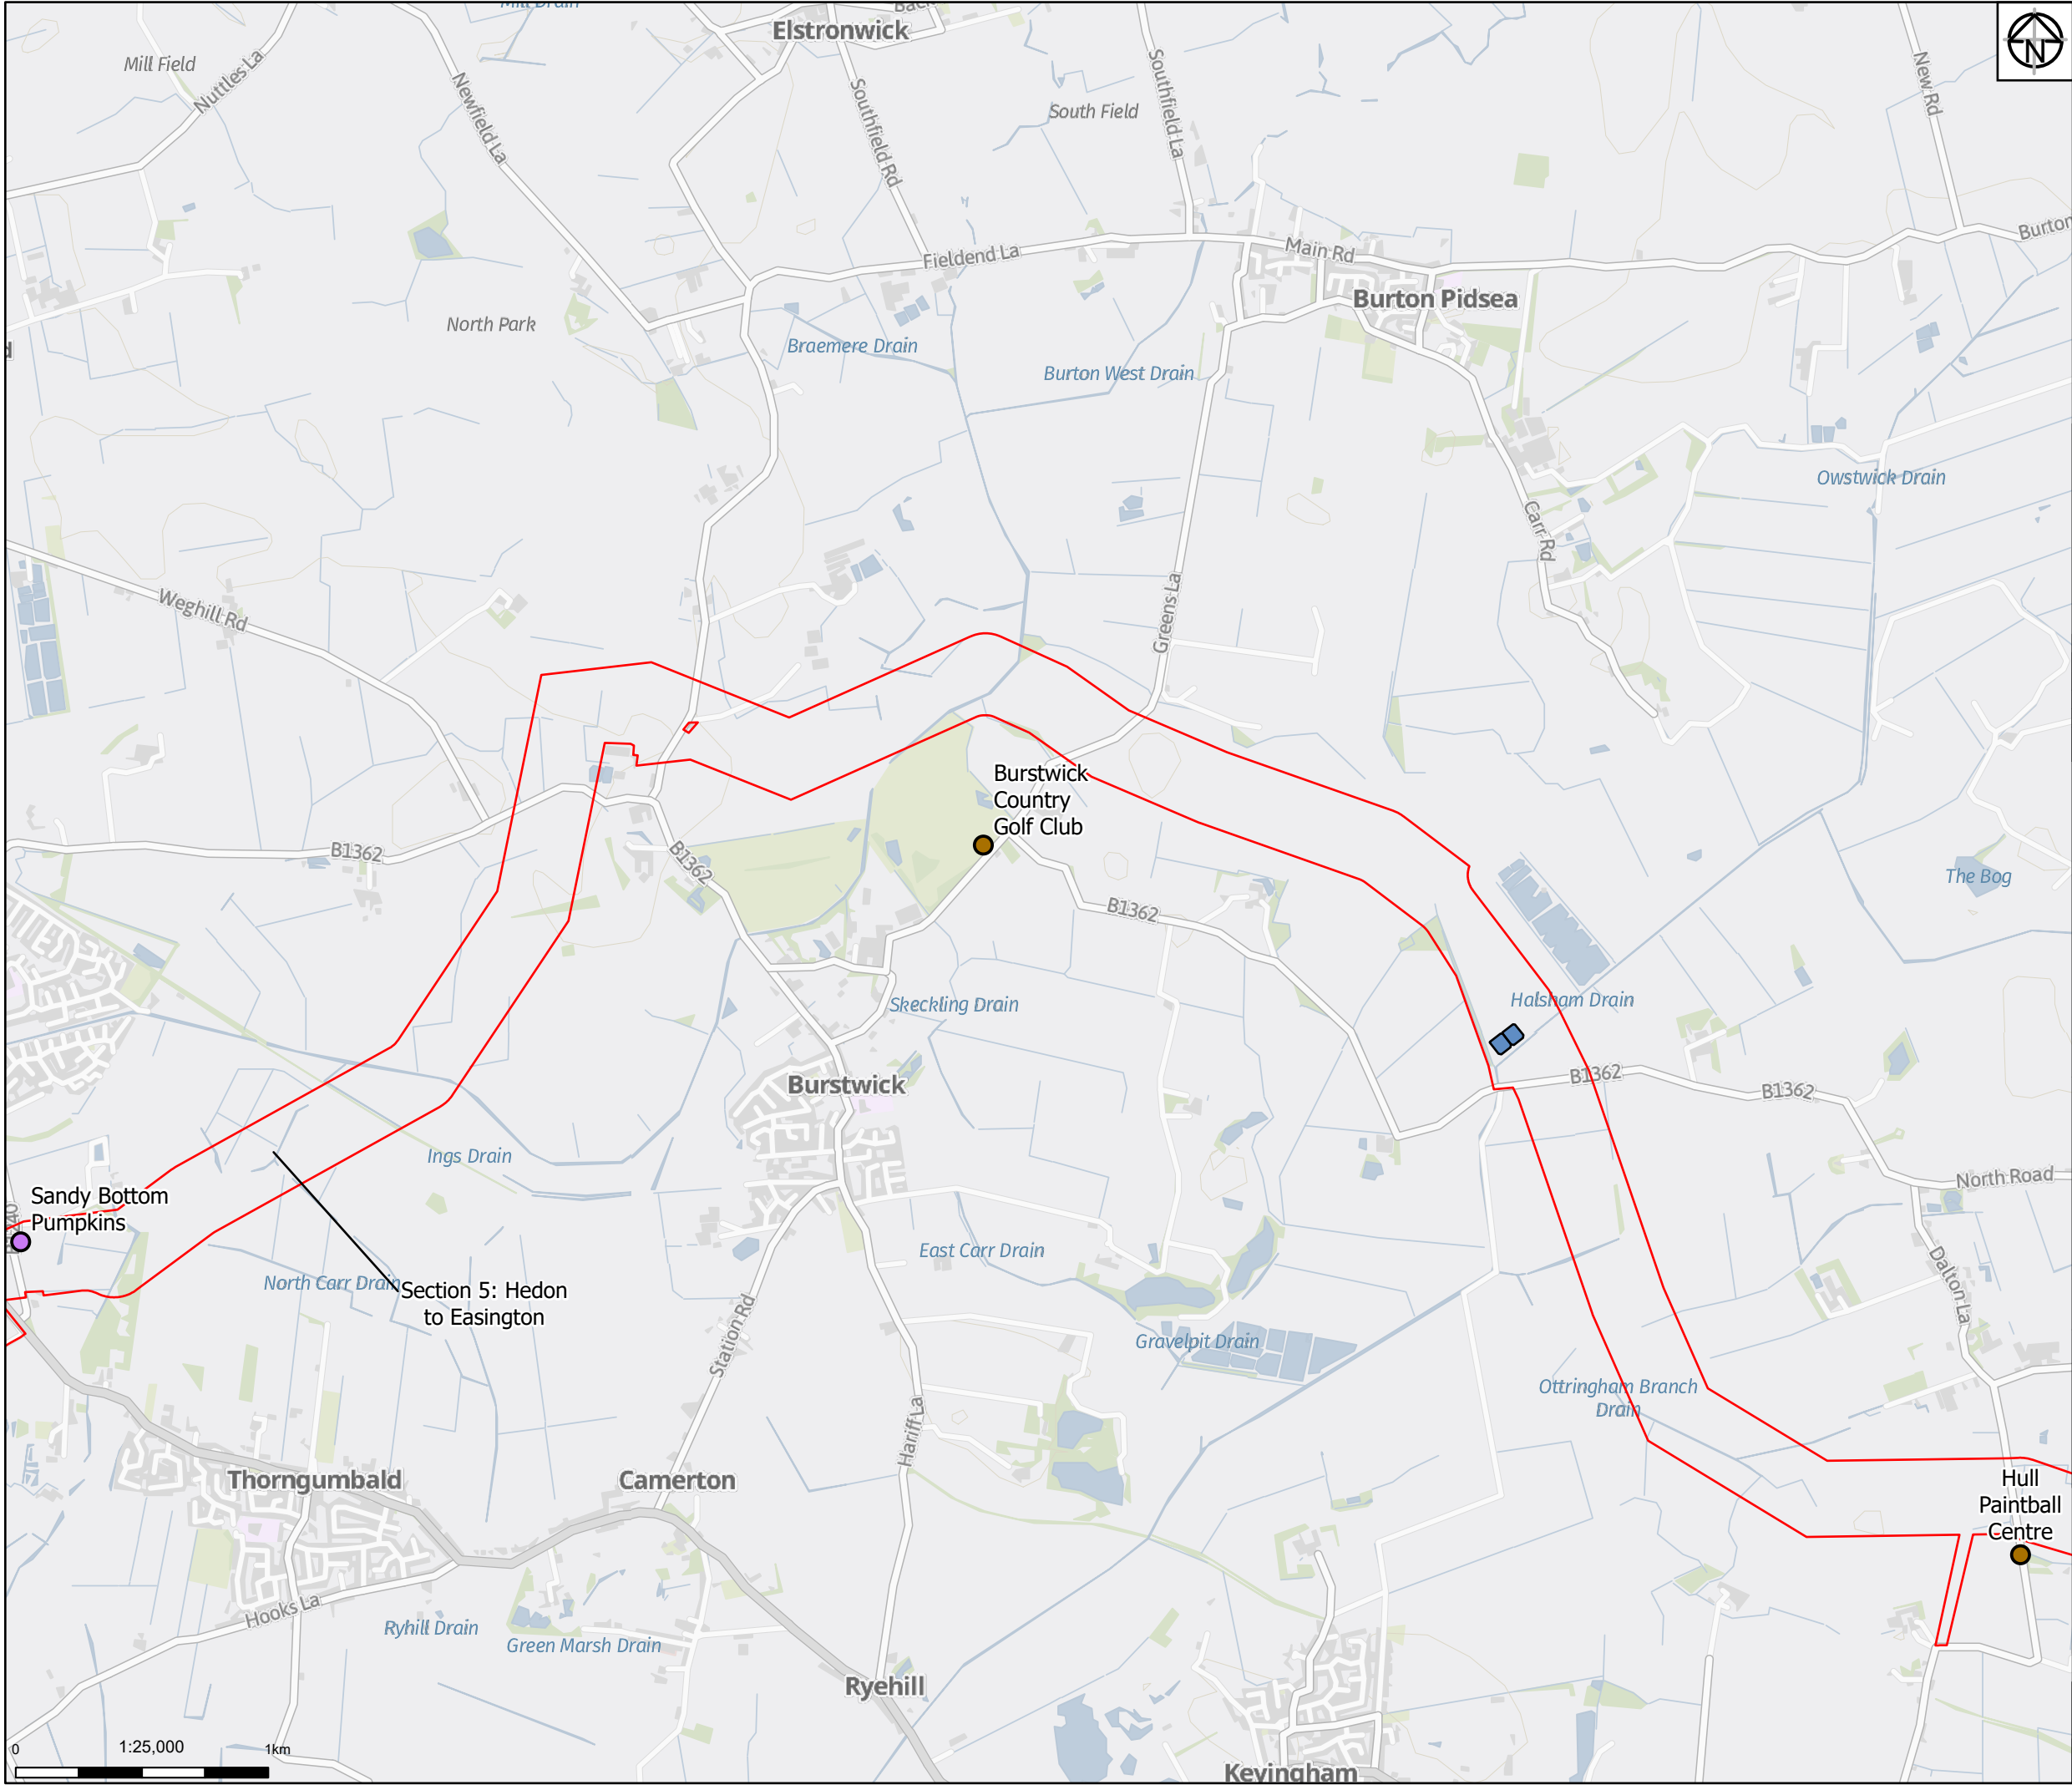 Mill Drain
Back
Elstronwick
N
Mill Field
Nuttles La
Newfield La
Southfield Rd
South Field
Southfield La
New Rd
Burton
Main Rd
Fieldend La
Burton Pidsea
North Park
d
Braemere Drain
Burton West Drain
Owstwick Drain
Carr Rd
Weghill Rd
Greens La
Burstwick
Country
Golf Club
B1362
B1362
The Bog
B1362
Skeckling Drain
Halsham Drain
B1362
B1362
Burstwick
Ings Drain
North Road
Sandy Bottom
Pumpkins
East Carr Drain
North Carr Drain
Section 5: Hedon
to Easington
Dalton La
Station Rd
Gravelpit Drain
Ottringham Branch
Drain
Hariff La
Thorngumbald
Camerton
Hull
Paintball
Centre
Hooks La
Ryhill Drain
Green Marsh Drain
Ryehill
Keyingham
0
1:25,000
1km